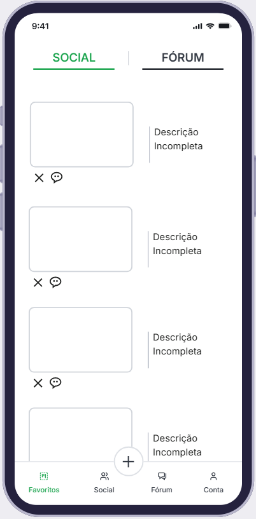 9:41
SOCIAL
FÓRUM
Descrição
Incompleta
Descrição
Incompleta
Descrição
Incompleta
Descrição
Incompleta
Favoritos
Social
Fórum
Conta